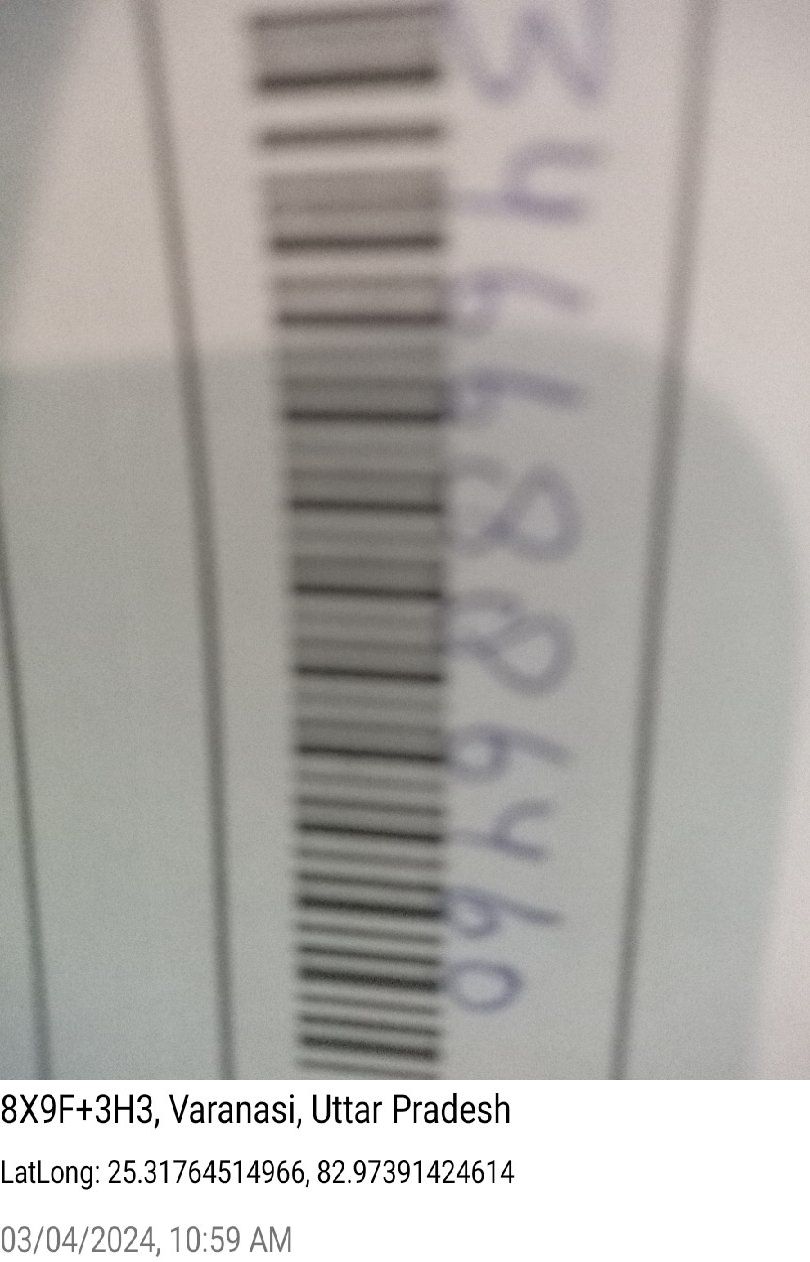 3466886460
8X9F+3H3, Varanasi, Uttar Pradesh
LatLong: 25.31764514966, 82.97391424614
03/04/2024, 10:59 AM